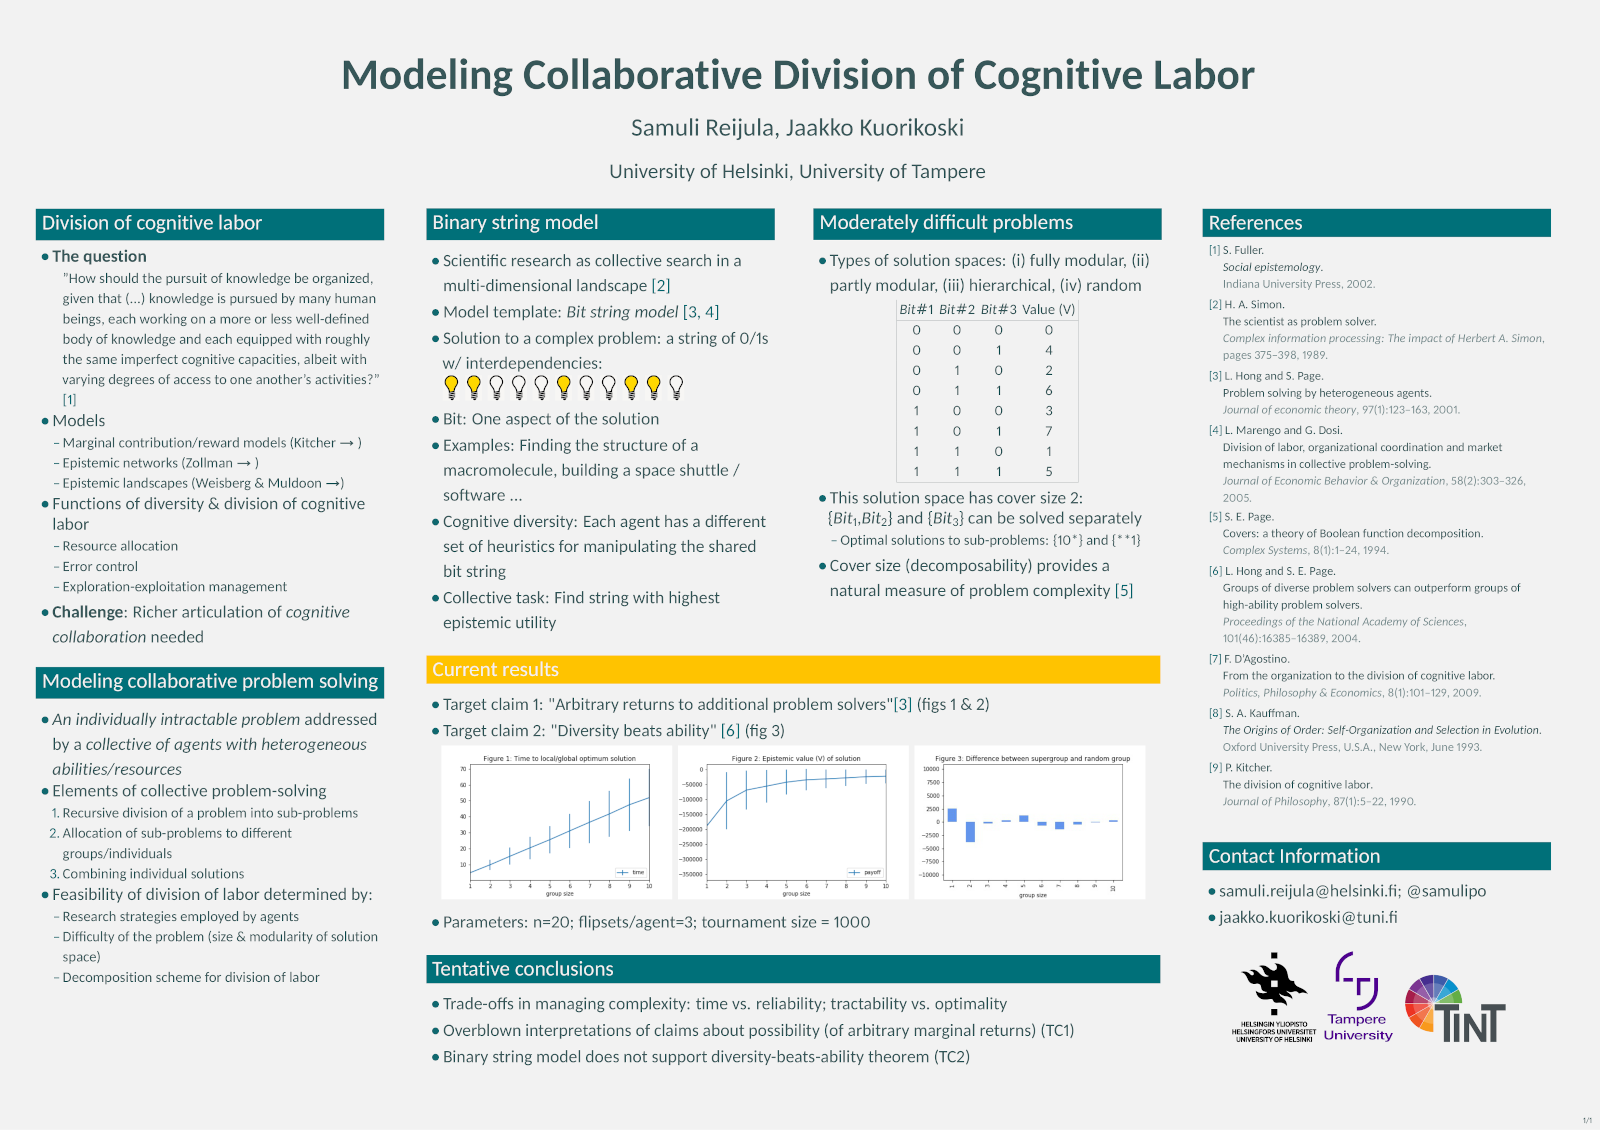 Modeling Collaborative Division of Cognitive Labor
Samuli Reijula, Jaakko Kuorikoski
University of Helsinki, University of Tampere
Division of cognitive labor
• The question
"How should the pursuit of knowledge be organized,
given that (...) knowledge is pursued by many human
beings, each working on a more or less well-defined
body of knowledge and each equipped with roughly
the same imperfect cognitive capacities, albeit with
varying degrees of access to one another's activities?"
[1]
• Models
– Marginal contribution/reward models (Kitcher → )
– Epistemic networks (Zollman → )
– Epistemic landscapes (Weisberg & Muldoon →)
• Functions of diversity & division of cognitive
labor
– Resource allocation
– Error control
– Exploration-exploitation management
• Challenge: Richer articulation of cognitive
collaboration needed
Modeling collaborative problem solving
• An individually intractable problem addressed
by a collective of agents with heterogeneous
abilities/resources
• Elements of collective problem-solving
1. Recursive division of a problem into sub-problems
2. Allocation of sub-problems to different
groups/individuals
3. Combining individual solutions
• Feasibility of division of labor determined by:
– Research strategies employed by agents
– Difficulty of the problem (size & modularity of solution
space)
– Decomposition scheme for division of labor
Binary string model
• Scientific research as collective search in a
multi-dimensional landscape [2]
• Model template: Bit string model [3, 4]
• Solution to a complex problem: a string of 0/1s
w/ interdependencies:
• Bit: One aspect of the solution
• Examples: Finding the structure of a
macromolecule, building a space shuttle /
software ...
• Cognitive diversity: Each agent has a different
set of heuristics for manipulating the shared
bit string
• Collective task: Find string with highest
epistemic utility
Moderately difficult problems
• Types of solution spaces: (i) fully modular, (ii)
partly modular, (iii) hierarchical, (iv) random
Bit#1 Bit#2 Bit#3 Value (V)
0 0 0 0
0 0 1 4
0 1 0 2
0 1 1 6
1 0 0 3
1 0 1 7
1 1 0 1
1 1 1 5
• This solution space has cover size 2:
{Bit₁,Bit₂} and {Bit₃} can be solved separately
– Optimal solutions to sub-problems: {10*} and {**1}
• Cover size (decomposability) provides a
natural measure of problem complexity [5]
Current results
• Target claim 1: "Arbitrary returns to additional problem solvers"[3] (figs 1 & 2)
• Target claim 2: "Diversity beats ability" [6] (fig 3)
Figure 1: Time to local/global optimum solution
70
60
50
40
30
20
10
1 2 3 4 5 6 7 8 9 10
group size
time
Figure 2: Epistemic value (V) of solution
0
−50000
−100000
−150000
−200000
−250000
−300000
−350000
1 2 3 4 5 6 7 8 9 10
group size
payoff
Figure 3: Difference between supergroup and random group
10000
7500
5000
2500
0
−2500
−5000
−7500
−10000
1 2 3 4 5 6 7 8 9 10
group size
• Parameters: n=20; flipsets/agent=3; tournament size = 1000
Tentative conclusions
• Trade-offs in managing complexity: time vs. reliability; tractability vs. optimality
• Overblown interpretations of claims about possibility (of arbitrary marginal returns) (TC1)
• Binary string model does not support diversity-beats-ability theorem (TC2)
References
[1] S. Fuller.
Social epistemology.
Indiana University Press, 2002.
[2] H. A. Simon.
The scientist as problem solver.
Complex information processing: The impact of Herbert A. Simon,
pages 375–398, 1989.
[3] L. Hong and S. Page.
Problem solving by heterogeneous agents.
Journal of economic theory, 97(1):123–163, 2001.
[4] L. Marengo and G. Dosi.
Division of labor, organizational coordination and market
mechanisms in collective problem-solving.
Journal of Economic Behavior & Organization, 58(2):303–326,
2005.
[5] S. E. Page.
Covers: a theory of Boolean function decomposition.
Complex Systems, 8(1):1–24, 1994.
[6] L. Hong and S. E. Page.
Groups of diverse problem solvers can outperform groups of
high-ability problem solvers.
Proceedings of the National Academy of Sciences,
101(46):16385–16389, 2004.
[7] F. D'Agostino.
From the organization to the division of cognitive labor.
Politics, Philosophy & Economics, 8(1):101–129, 2009.
[8] S. A. Kauffman.
The Origins of Order: Self-Organization and Selection in Evolution.
Oxford University Press, U.S.A., New York, June 1993.
[9] P. Kitcher.
The division of cognitive labor.
Journal of Philosophy, 87(1):5–22, 1990.
Contact Information
• samuli.reijula@helsinki.fi; @samulipo
• jaakko.kuorikoski@tuni.fi
HELSINGIN YLIOPISTO
HELSINGFORS UNIVERSITET
UNIVERSITY OF HELSINKI
Tampere
University
TINT
1/1